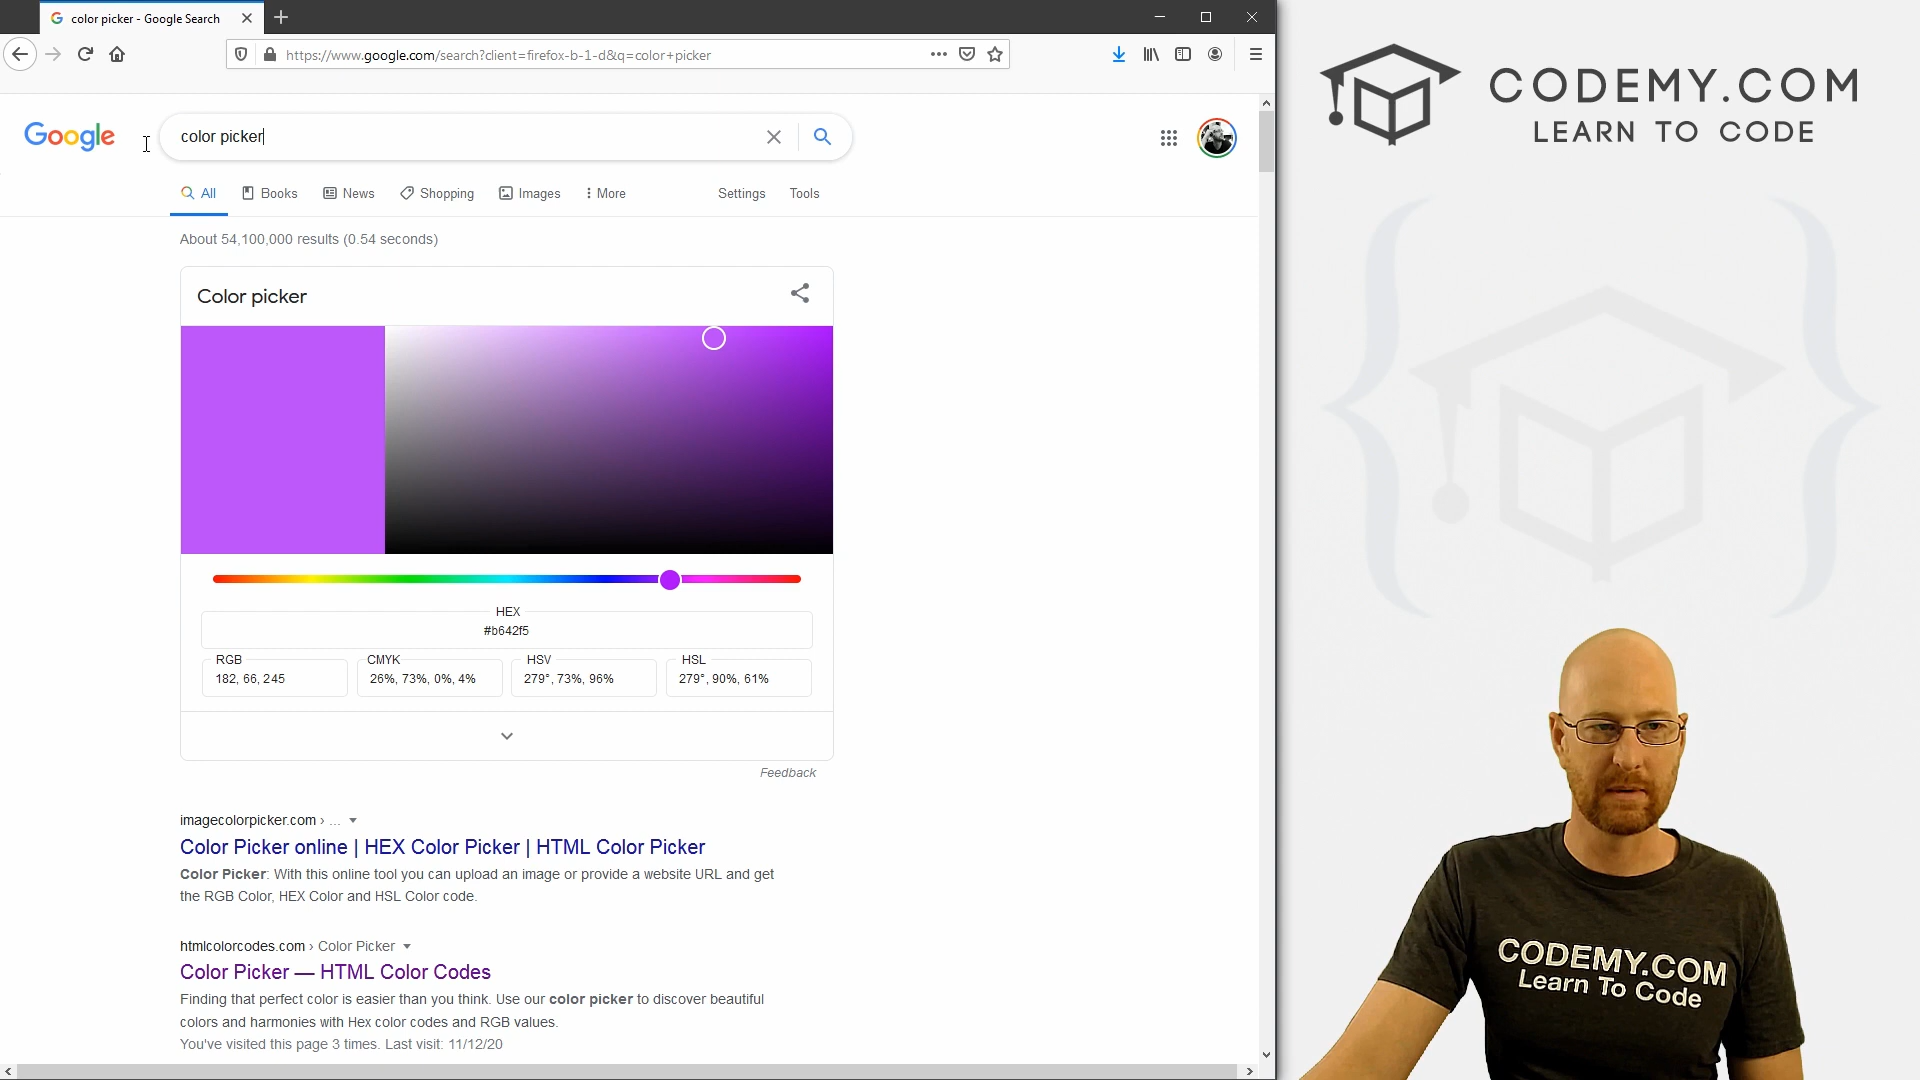 color picker - Google Search
https://www.google.com/search?client=firefox-b-1-d&q=color+picker
Google
color picker
All
Books
News
Shopping
Images
More
Settings
Tools
About 54,100,000 results (0.54 seconds)
Color picker
HEX
#b642f5
RGB
182, 66, 245
CMYK
26%, 73%, 0%, 4%
HSV
279°, 73%, 96%
HSL
279°, 90%, 61%
Feedback
imagecolorpicker.com › ...
Color Picker online | HEX Color Picker | HTML Color Picker
Color Picker: With this online tool you can upload an image or provide a website URL and get
the RGB Color, HEX Color and HSL Color code.
htmlcolorcodes.com › Color Picker
Color Picker — HTML Color Codes
Finding that perfect color is easier than you think. Use our color picker to discover beautiful
colors and harmonies with Hex color codes and RGB values.
You've visited this page 3 times. Last visit: 11/12/20
CODEMY.COM
LEARN TO CODE
CODEMY.COM
Learn To Code